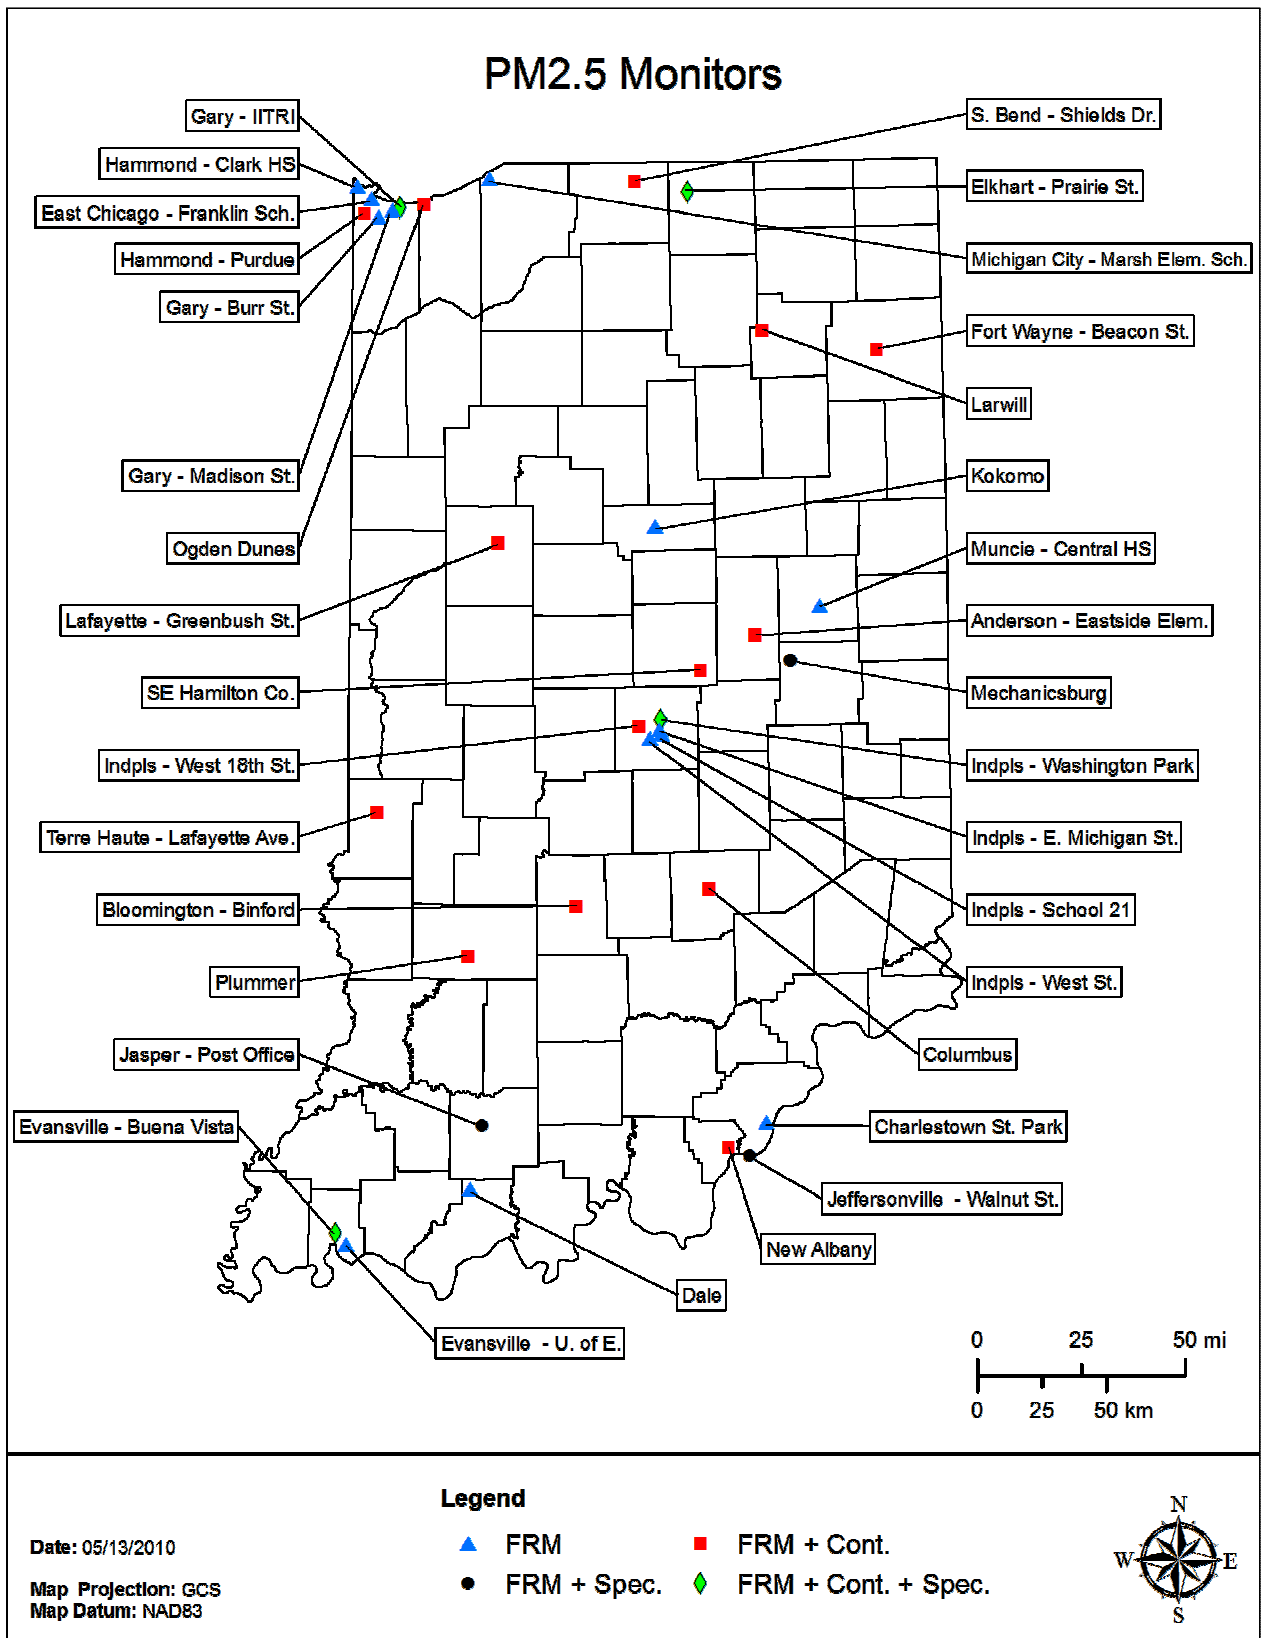 PM2.5 Monitors
Gary - IITRI
S. Bend - Shields Dr.
Hammond - Clark HS
Elkhart - Prairie St.
East Chicago - Franklin Sch.
Hammond - Purdue
Michigan City - Marsh Elem. Sch.
Gary - Burr St.
Fort Wayne - Beacon St.
Larwill
Gary - Madison St.
Kokomo
Ogden Dunes
Muncie - Central HS
Lafayette - Greenbush St.
Anderson - Eastside Elem.
SE Hamilton Co.
Mechanicsburg
Indpls - West 18th St.
Indpls - Washington Park
Terre Haute - Lafayette Ave.
Indpls - E. Michigan St.
Bloomington - Binford
Indpls - School 21
Plummer
Indpls - West St.
Jasper - Post Office
Columbus
Evansville - Buena Vista
Charlestown St. Park
Jeffersonville - Walnut St.
New Albany
Dale
Evansville - U. of E.
0 25 50 mi
0 25 50 km
Legend
FRM
FRM + Cont.
FRM + Spec.
FRM + Cont. + Spec.
Date: 05/13/2010
Map Projection: GCS
Map Datum: NAD83
N
W E
S